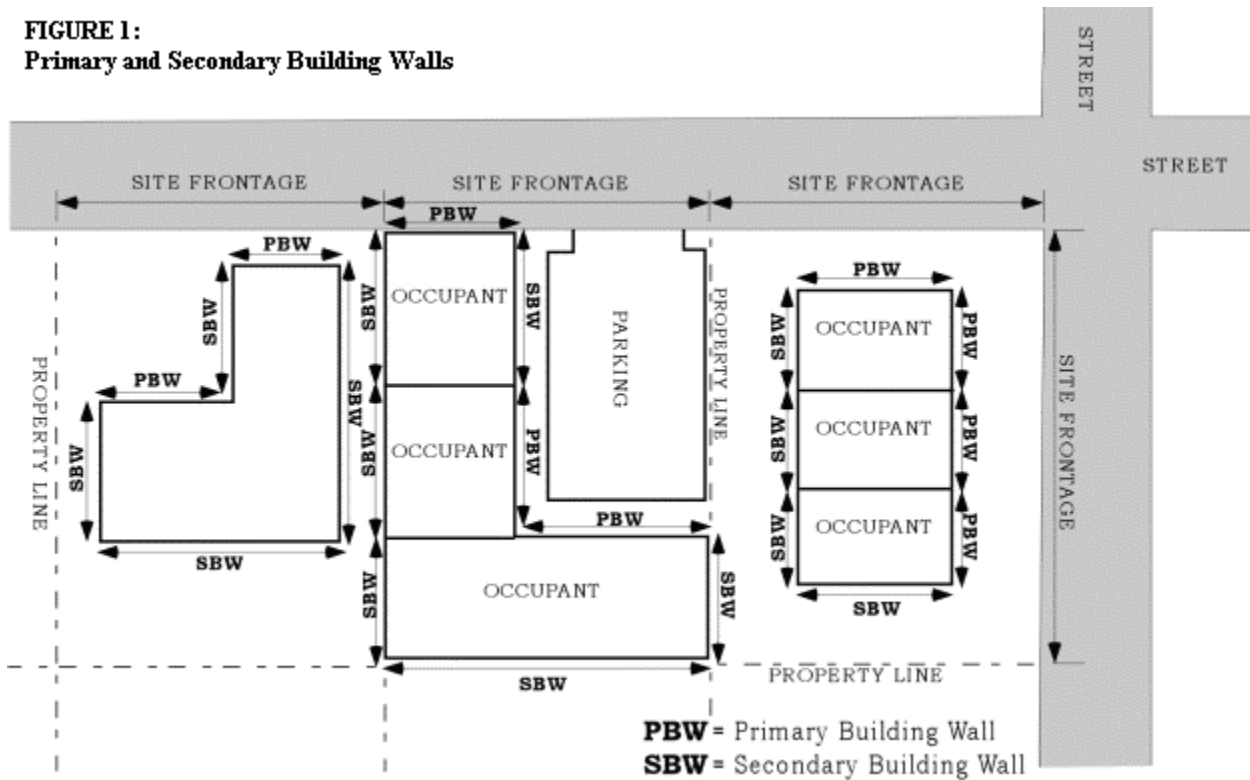 FIGURE 1:
Primary and Secondary Building Walls
STREET
STREET
SITE FRONTAGE
SITE FRONTAGE
SITE FRONTAGE
PBW
PBW
SBW
PBW
SBW
SBW
SBW
PROPERTY LINE
OCCUPANT
SBW
SBW
OCCUPANT
SBW
PBW
PBW
OCCUPANT
SBW
SBW
SBW
PARKING
PROPERTY LINE
PBW
OCCUPANT
SBW
PBW
OCCUPANT
SBW
PBW
OCCUPANT
SBW
PBW
SBW
SITE FRONTAGE
PROPERTY LINE
PBW = Primary Building Wall
SBW = Secondary Building Wall